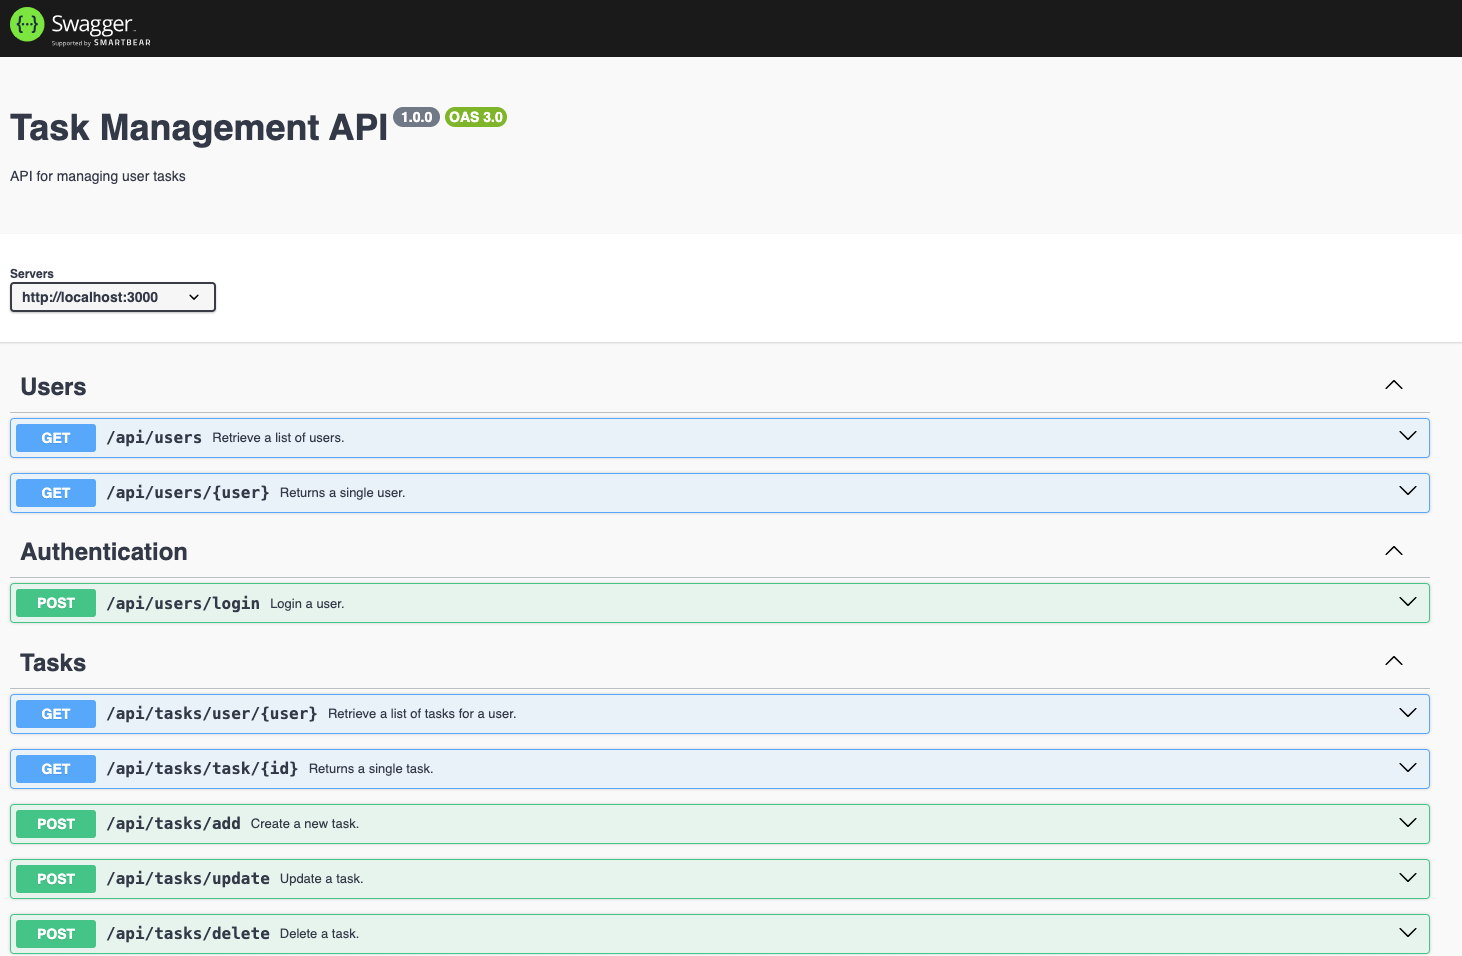 Swagger
Supported by SMARTBEAR
Task Management API 1.0.0 OAS 3.0
API for managing user tasks
Servers
http://localhost:3000
Users
GET /api/users Retrieve a list of users.
GET /api/users/{user} Returns a single user.
Authentication
POST /api/users/login Login a user.
Tasks
GET /api/tasks/user/{user} Retrieve a list of tasks for a user.
GET /api/tasks/task/{id} Returns a single task.
POST /api/tasks/add Create a new task.
POST /api/tasks/update Update a task.
POST /api/tasks/delete Delete a task.